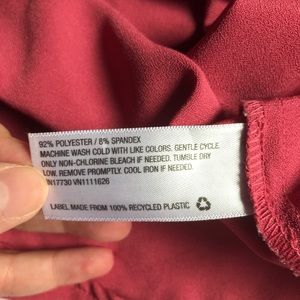 92% POLYESTER / 8% SPANDEX
MACHINE WASH COLD WITH LIKE COLORS. GENTLE CYCLE.
ONLY NON-CHLORINE BLEACH IF NEEDED. TUMBLE DRY
LOW. REMOVE PROMPTLY. COOL IRON IF NEEDED.
VN1111626
LABEL MADE FROM 100% RECYCLED PLASTIC